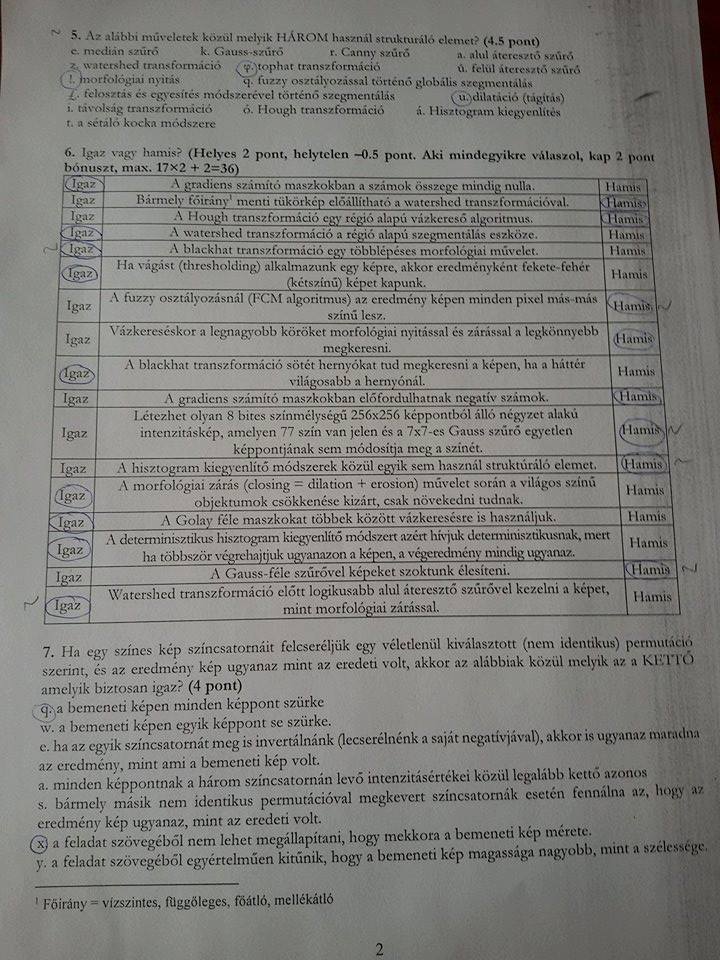 5. Az alábbi műveletek közül melyik HÁROM használ strukturáló elemet? (4.5 pont)
e. medián szűrő k. Gauss-szűrő r. Canny szűrő a. alul áteresztő szűrő
z. watershed transzformáció φ. tophat transzformáció ű. felül áteresztő szűrő
!. morfológiai nyitás q. fuzzy osztályozással történő globális szegmentálás
£. felosztás és egyesítés módszerével történő szegmentálás u. dilatáció (tágítás)
i. távolság transzformáció ó. Hough transzformáció á. Hisztogram kiegyenlítés
t. a sétáló kocka módszere
6. Igaz vagy hamis? (Helyes 2 pont, helytelen –0.5 pont. Aki mindegyikre válaszol, kap 2 pont
bónuszt, max. 17×2 + 2=36)
Igaz A gradiens számító maszkokban a számok összege mindig nulla. Hamis
Igaz Bármely főirány¹ menti tükörkép előállítható a watershed transzformációval. Hamis
Igaz A Hough transzformáció egy régió alapú vázkereső algoritmus. Hamis
Igaz A watershed transzformáció a régió alapú szegmentálás eszköze. Hamis
Igaz A blackhat transzformáció egy többlépéses morfológiai művelet. Hamis
Igaz Ha vágást (thresholding) alkalmazunk egy képre, akkor eredményként fekete-fehér
(kétszínű) képet kapunk. Hamis
Igaz A fuzzy osztályozásnál (FCM algoritmus) az eredmény képen minden pixel más-más
színű lesz. Hamis
Igaz Vázkereséskor a legnagyobb köröket morfológiai nyitással és zárással a legkönnyebb
megkeresni. Hamis
Igaz A blackhat transzformáció sötét hernyókat tud megkeresni a képen, ha a háttér
világosabb a hernyónál. Hamis
Igaz A gradiens számító maszkokban előfordulhatnak negatív számok. Hamis
Igaz Létezhet olyan 8 bites színmélységű 256x256 képpontból álló négyzet alakú
intenzitáskép, amelyen 77 szín van jelen és a 7x7-es Gauss szűrő egyetlen
képpontjának sem módosítja meg a színét. Hamis
Igaz A hisztogram kiegyenlítő módszerek közül egyik sem használ struktúráló elemet. Hamis
Igaz A morfológiai zárás (closing = dilation + erosion) művelet során a világos színű
objektumok csökkenése kizárt, csak növekedni tudnak. Hamis
Igaz A Golay féle maszkokat többek között vázkeresésre is használjuk. Hamis
Igaz A determinisztikus hisztogram kiegyenlítő módszert azért hívjuk determinisztikusnak, mert
ha többször végrehajtjuk ugyanazon a képen, a végeredmény mindig ugyanaz. Hamis
Igaz A Gauss-féle szűrővel képeket szoktunk élesíteni. Hamis
Igaz Watershed transzformáció előtt logikusabb alul áteresztő szűrővel kezelni a képet,
mint morfológiai zárással. Hamis
7. Ha egy színes kép színcsatornáit felcseréljük egy véletlenül kiválasztott (nem identikus) permutáció
szerint, és az eredmény kép ugyanaz mint az eredeti volt, akkor az alábbiak közül melyik az a KETTŐ
amelyik biztosan igaz? (4 pont)
q. a bemeneti képen minden képpont szürke
w. a bemeneti képen egyik képpont se szürke.
e. ha az egyik színcsatornát meg is invertálnánk (lecserélnénk a saját negatívjával), akkor is ugyanaz maradna
az eredmény, mint ami a bemeneti kép volt.
a. minden képpontnak a három színcsatornán levő intenzitásértékei közül legalább kettő azonos
s. bármely másik nem identikus permutációval megkevert színcsatornák esetén fennálna az, hogy az
eredmény kép ugyanaz, mint az eredeti volt.
x. a feladat szövegéből nem lehet megállapítani, hogy mekkora a bemeneti kép mérete.
y. a feladat szövegéből egyértelműen kitűnik, hogy a bemeneti kép magassága nagyobb, mint a szélessége.
¹ Főirány = vízszintes, függőleges, főátló, mellékátló
2